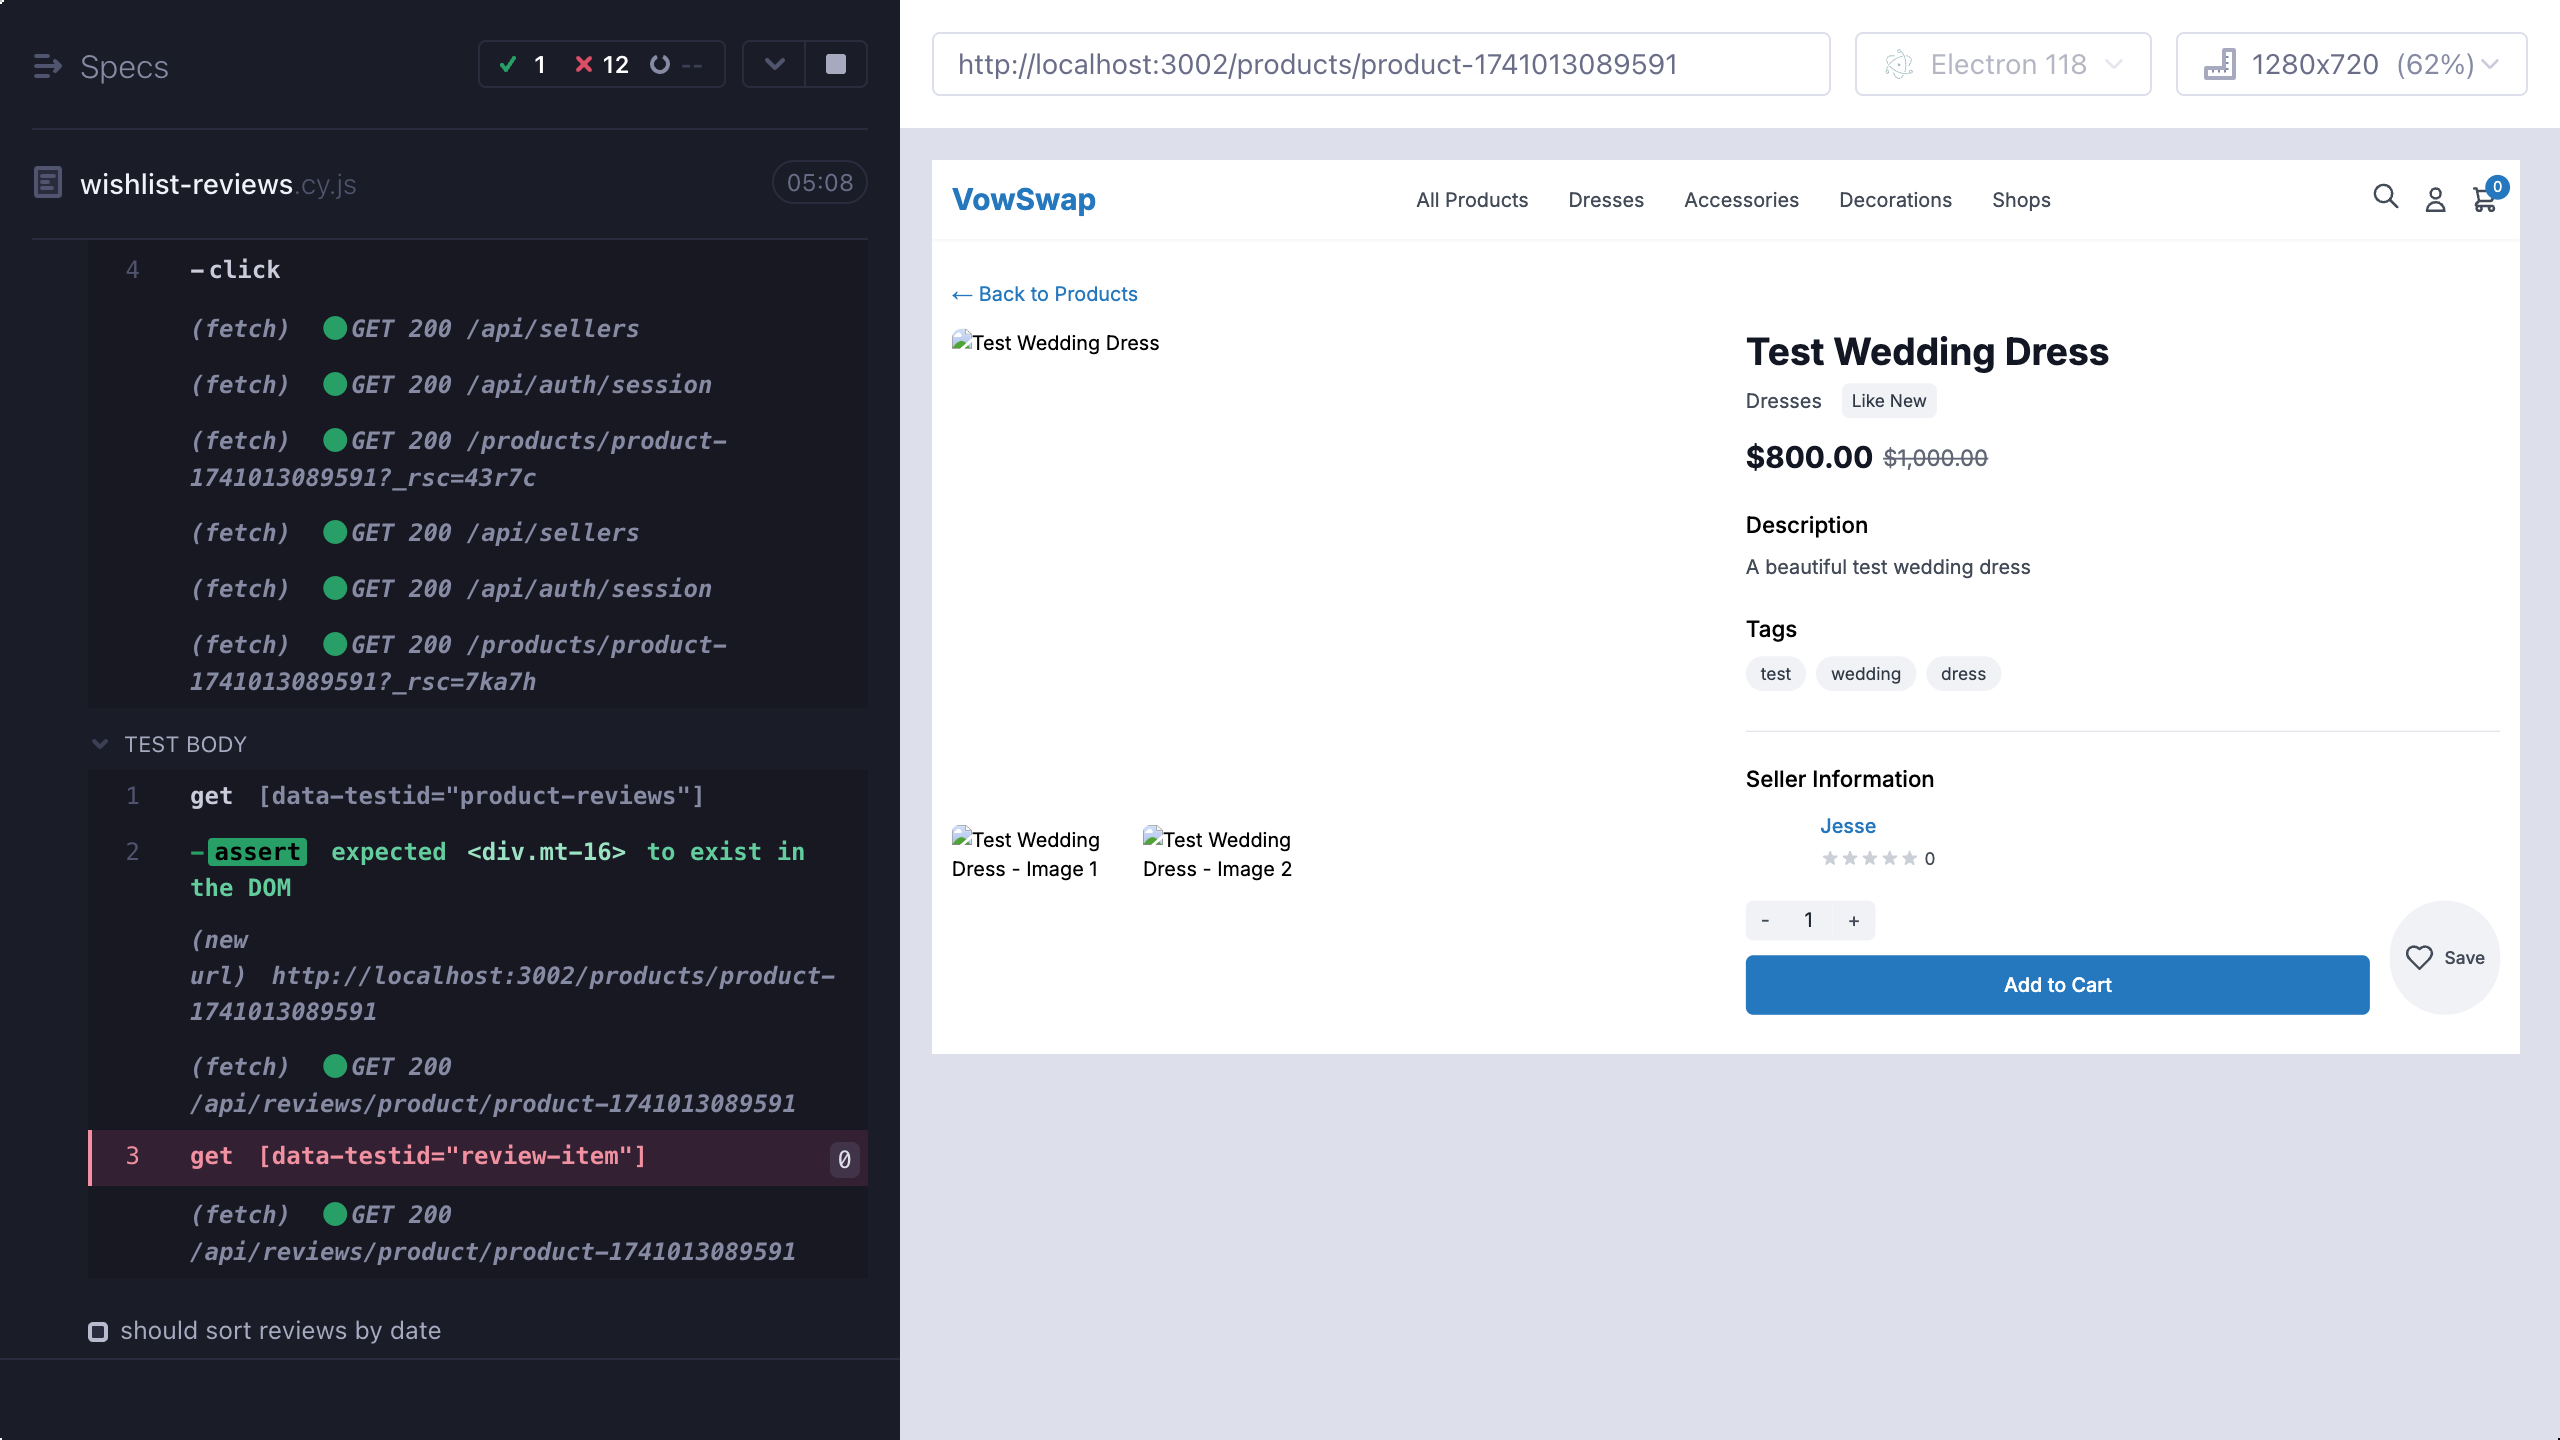 Specs
1
12
--
wishlist-reviews.cy.js
05:08
4 -click
(fetch) GET 200 /api/sellers
(fetch) GET 200 /api/auth/session
(fetch) GET 200 /products/product-
1741013089591?_rsc=43r7c
(fetch) GET 200 /api/sellers
(fetch) GET 200 /api/auth/session
(fetch) GET 200 /products/product-
1741013089591?_rsc=7ka7h
TEST BODY
1 get [data-testid="product-reviews"]
2 -assert expected <div.mt-16> to exist in
the DOM
(new
url) http://localhost:3002/products/product-
1741013089591
(fetch) GET 200
/api/reviews/product/product-1741013089591
3 get [data-testid="review-item"] 0
(fetch) GET 200
/api/reviews/product/product-1741013089591
should sort reviews by date
http://localhost:3002/products/product-1741013089591
Electron 118
1280x720 (62%)
VowSwap
All Products
Dresses
Accessories
Decorations
Shops
0
← Back to Products
Test Wedding Dress
Test Wedding
Dress - Image 1
Test Wedding
Dress - Image 2
Test Wedding Dress
Dresses
Like New
$800.00 $1,000.00
Description
A beautiful test wedding dress
Tags
test
wedding
dress
Seller Information
Jesse
0
- 1 +
Add to Cart
Save